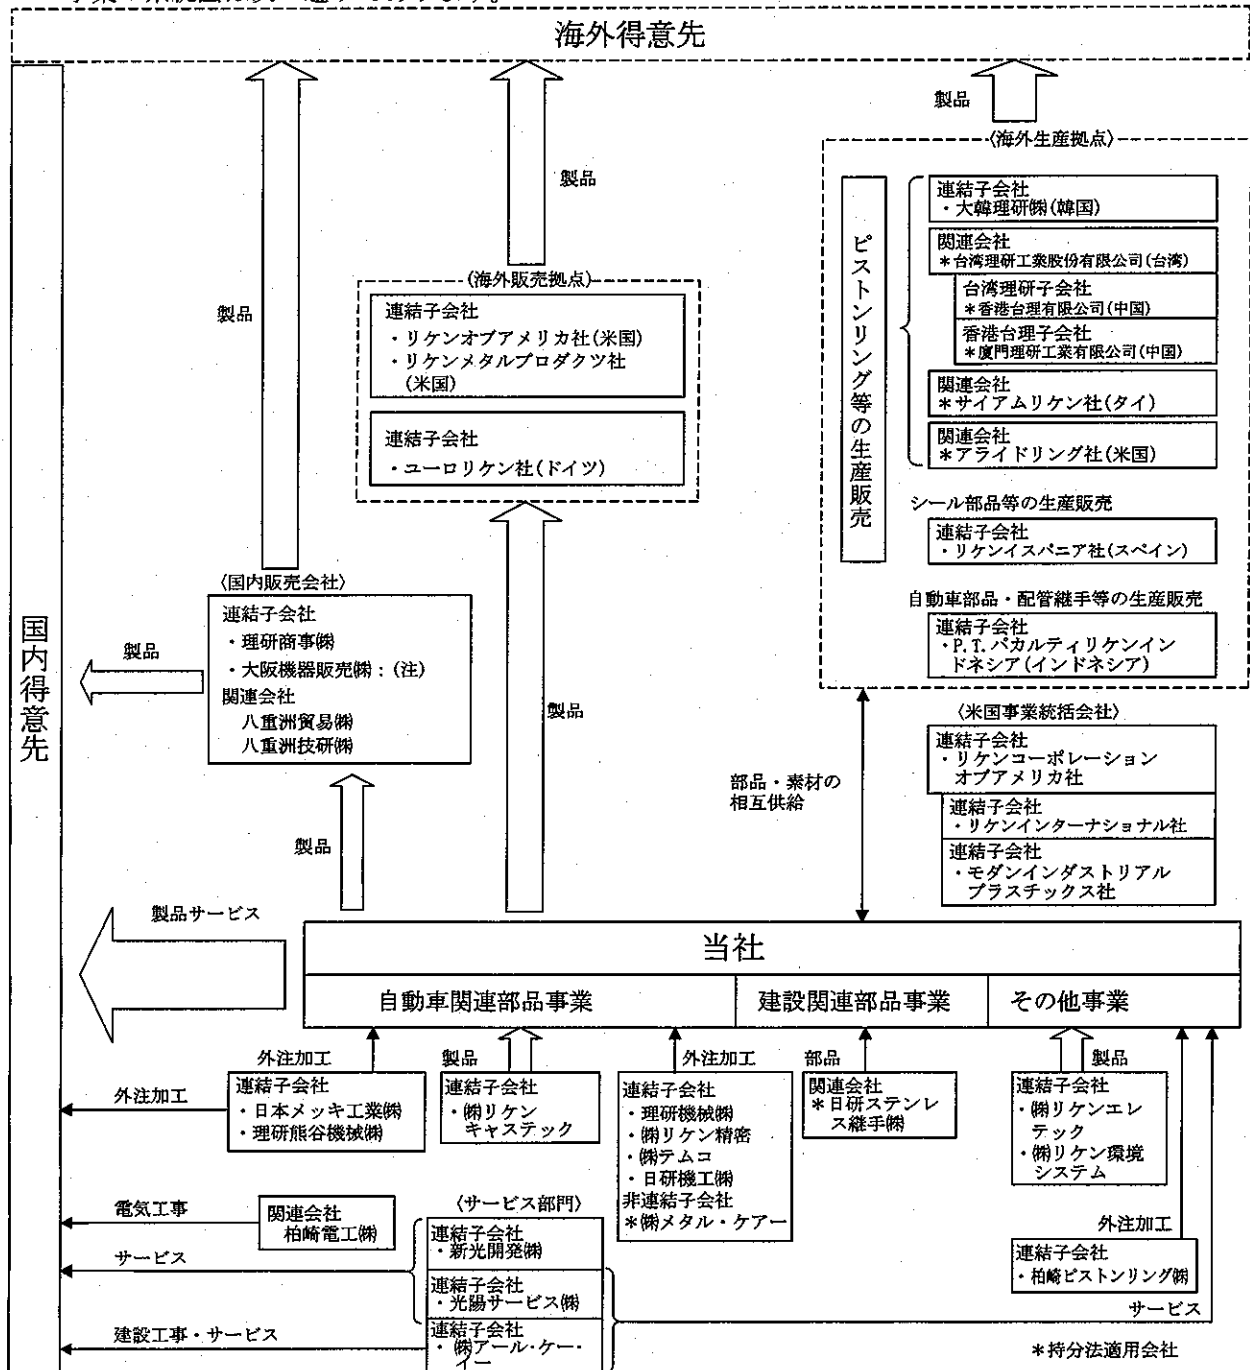 海外得意先
製品
〈海外生産拠点〉
ピストンリング等の生産販売
連結子会社
・大韓理研㈱(韓国)
関連会社
＊台湾理研工業股份有限公司(台湾)
台湾理研子会社
＊香港台理有限公司(中国)
香港台理子会社
＊廈門理研工業有限公司(中国)
関連会社
＊サイアムリケン社(タイ)
関連会社
＊アライドリング社(米国)
シール部品等の生産販売
連結子会社
・リケンイスパニア社(スペイン)
自動車部品・配管継手等の生産販売
連結子会社
・P.T.パカルティリケンイン
ドネシア(インドネシア)
製品
〈海外販売拠点〉
連結子会社
・リケンオブアメリカ社(米国)
・リケンメタルプロダクツ社
(米国)
連結子会社
・ユーロリケン社(ドイツ)
製品
〈国内販売会社〉
連結子会社
・理研商事㈱
・大阪機器販売㈱：(注)
関連会社
八重洲貿易㈱
八重洲技研㈱
国内得意先
製品
製品
製品
部品・素材の
相互供給
〈米国事業統括会社〉
連結子会社
・リケンコーポレーション
オブアメリカ社
連結子会社
・リケンインターナショナル社
連結子会社
・モダンインダストリアル
プラスチックス社
製品サービス
当社
自動車関連部品事業
建設関連部品事業
その他事業
外注加工
外注加工
連結子会社
・日本メッキ工業㈱
・理研熊谷機械㈱
製品
連結子会社
・㈱リケン
キャステック
外注加工
連結子会社
・理研機械㈱
・㈱リケン精密
・㈱テムコ
・日研機工㈱
非連結子会社
＊㈱メタル・ケアー
部品
関連会社
＊日研ステンレ
ス継手㈱
製品
連結子会社
・㈱リケンエレ
テック
・㈱リケン環境
システム
電気工事
関連会社
柏崎電工㈱
〈サービス部門〉
サービス
連結子会社
・新光開発㈱
連結子会社
・光陽サービス㈱
建設工事・サービス
連結子会社
・㈱アール・ケー・
イー
外注加工
連結子会社
・柏崎ピストンリング㈱
サービス
＊持分法適用会社